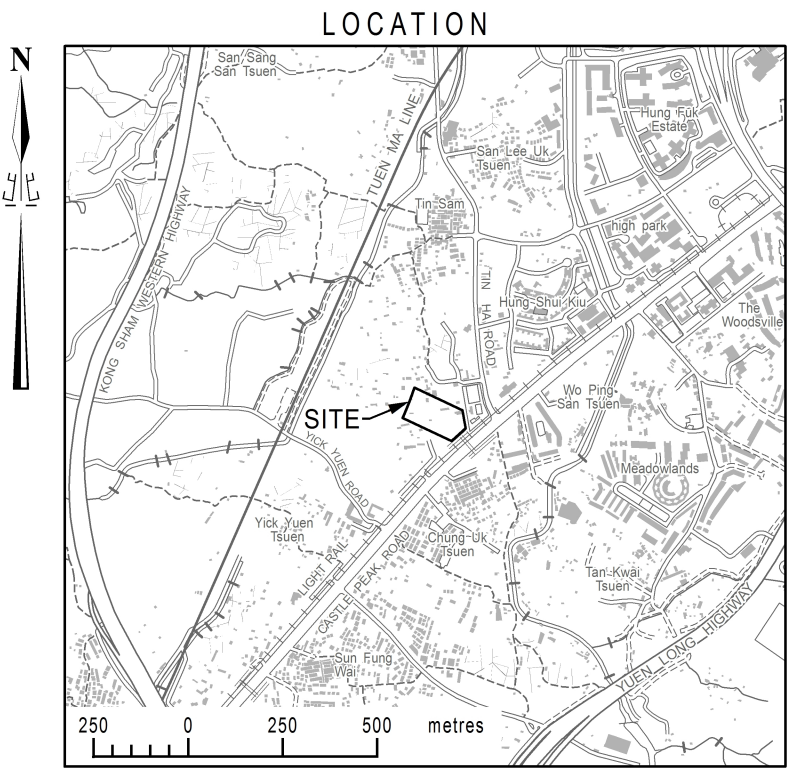 LOCATION
N
San Sang
San Tsuen
Hung Fuk
Estate
TUEN MA LINE
San Lee Uk
Tsuen
Tin Sam
high park
KONG SHAM WESTERN HIGHWAY
TIN HA ROAD
Hung Shui Kiu
The
Woodsville
SITE
Wo Ping
San Tsuen
YICK YUEN ROAD
Meadowlands
Yick Yuen
Tsuen
Chung Uk
Tsuen
LIGHT RAIL
CASTLE PEAK ROAD
Tan Kwai
Tsuen
YUEN LONG HIGHWAY
Sun Fung
Wai
250 0 250 500 metres